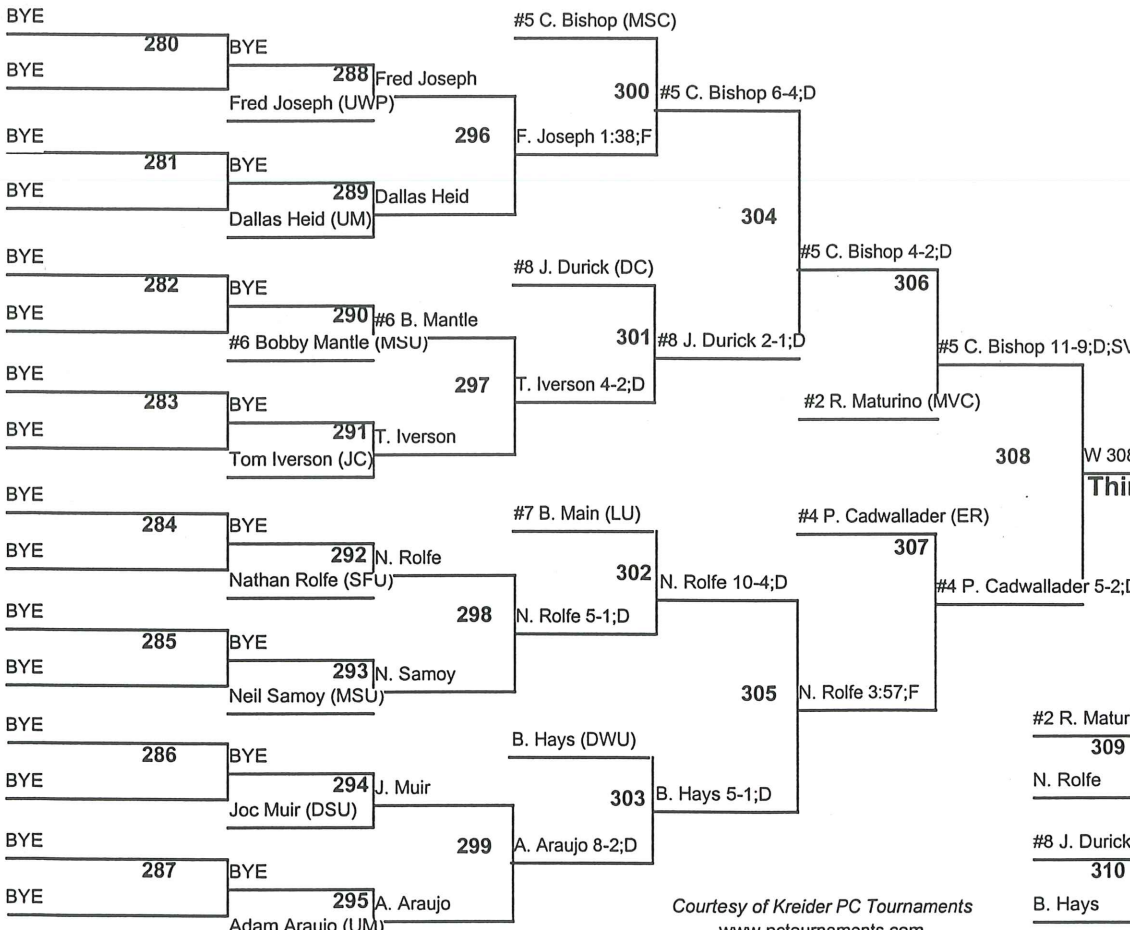 BYE
280
BYE
BYE
288
Fred Joseph (UWP)
Fred Joseph
BYE
281
BYE
BYE
289
Dallas Heid (UM)
Dallas Heid
296
F. Joseph 1:38;F
#5 C. Bishop (MSC)
300
#5 C. Bishop 6-4;D
BYE
282
BYE
BYE
290
#6 Bobby Mantle (MSU)
#6 B. Mantle
BYE
283
BYE
BYE
291
Tom Iverson (JC)
T. Iverson
297
T. Iverson 4-2;D
#8 J. Durick (DC)
301
#8 J. Durick 2-1;D
304
#5 C. Bishop 4-2;D
306
#2 R. Maturino (MVC)
#5 C. Bishop 11-9;D;SV
BYE
284
BYE
BYE
292
Nathan Rolfe (SFU)
N. Rolfe
BYE
285
BYE
BYE
293
Neil Samoy (MSU)
N. Samoy
298
N. Rolfe 5-1;D
#7 B. Main (LU)
302
N. Rolfe 10-4;D
BYE
286
BYE
BYE
294
Joc Muir (DSU)
J. Muir
BYE
287
BYE
BYE
295
Adam Araujo (UM)
A. Araujo
299
A. Araujo 8-2;D
B. Hays (DWU)
303
B. Hays 5-1;D
305
N. Rolfe 3:57;F
#4 P. Cadwallader (ER)
307
#4 P. Cadwallader 5-2;D
308
W 308
Thi
#2 R. Matur
309
N. Rolfe
#8 J. Durick
310
B. Hays
Courtesy of Kreider PC Tournaments
www.pctournaments.com